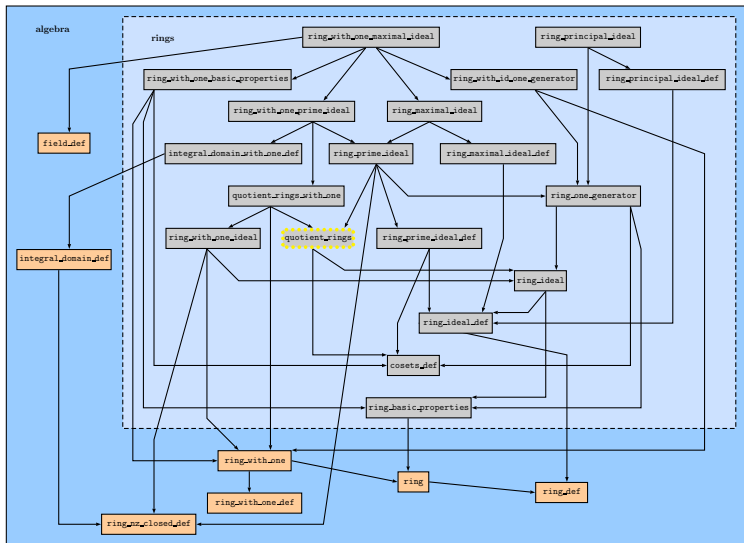 algebra
rings
ring_with_one_maximal_ideal
ring_principal_ideal
ring_with_one_basic_properties
ring_with_id_one_generator
ring_principal_ideal_def
ring_with_one_prime_ideal
ring_maximal_ideal
field_def
integral_domain_with_one_def
ring_prime_ideal
ring_maximal_ideal_def
quotient_rings_with_one
ring_one_generator
ring_with_one_ideal
quotient_rings
ring_prime_ideal_def
integral_domain_def
ring_ideal
ring_ideal_def
cosets_def
ring_basic_properties
ring_with_one
ring
ring_def
ring_with_one_def
ring_nz_closed_def